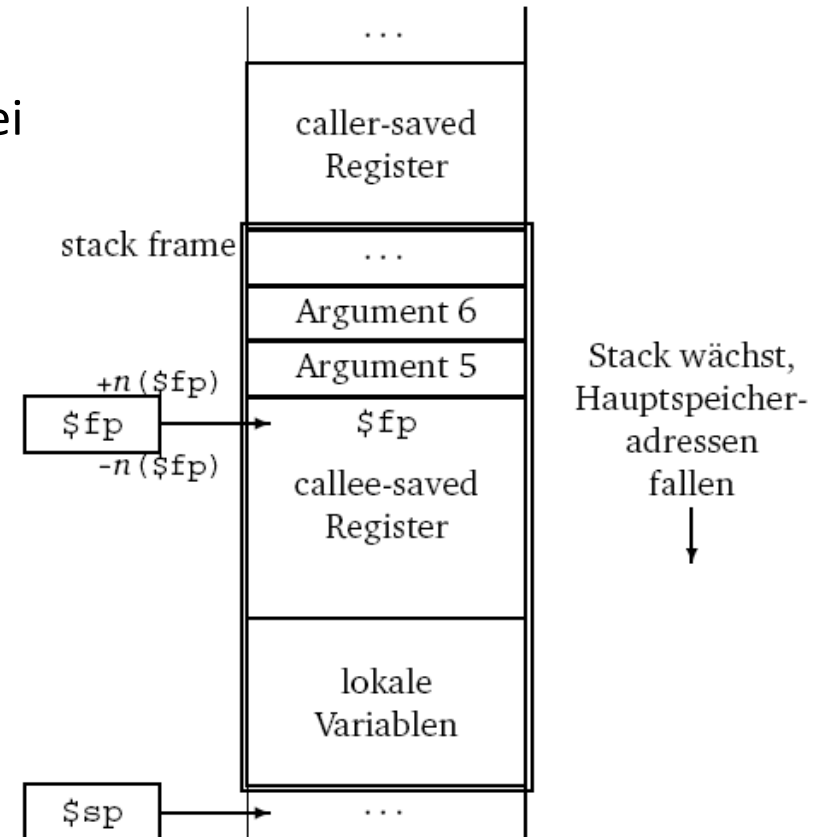 ...
ei
caller-saved
Register
stack frame
...
Argument 6
Argument 5
+n($fp)
$fp
-n($fp)
$fp
callee-saved
Register
Stack wächst,
Hauptspeicher-
adressen
fallen
lokale
Variablen
$sp
...